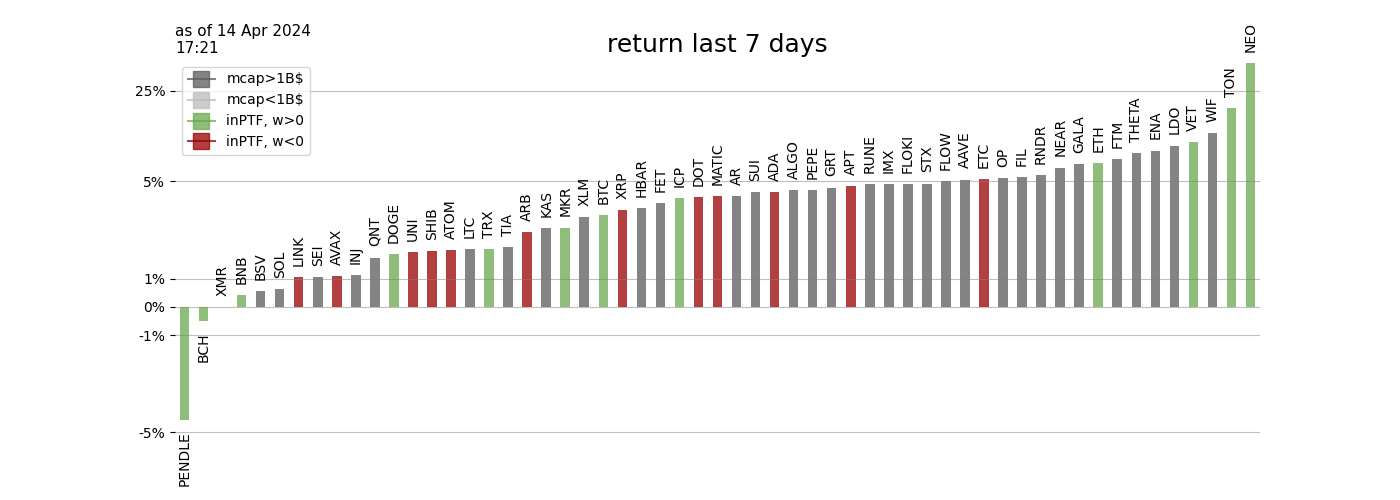 as of 14 Apr 2024
17:21
return last 7 days
mcap>1B$
mcap<1B$
inPTF, w>0
inPTF, w<0
25%
5%
1%
0%
-1%
-5%
PENDLE
BCH
XMR
BNB
BSV
SOL
LINK
SEI
AVAX
INJ
QNT
DOGE
UNI
SHIB
ATOM
LTC
TRX
TIA
ARB
KAS
MKR
XLM
BTC
XRP
HBAR
FET
ICP
DOT
MATIC
AR
SUI
ADA
ALGO
PEPE
GRT
APT
RUNE
IMX
FLOKI
STX
FLOW
AAVE
ETC
OP
FIL
RNDR
NEAR
GALA
ETH
FTM
THETA
ENA
LDO
VET
WIF
TON
NEO